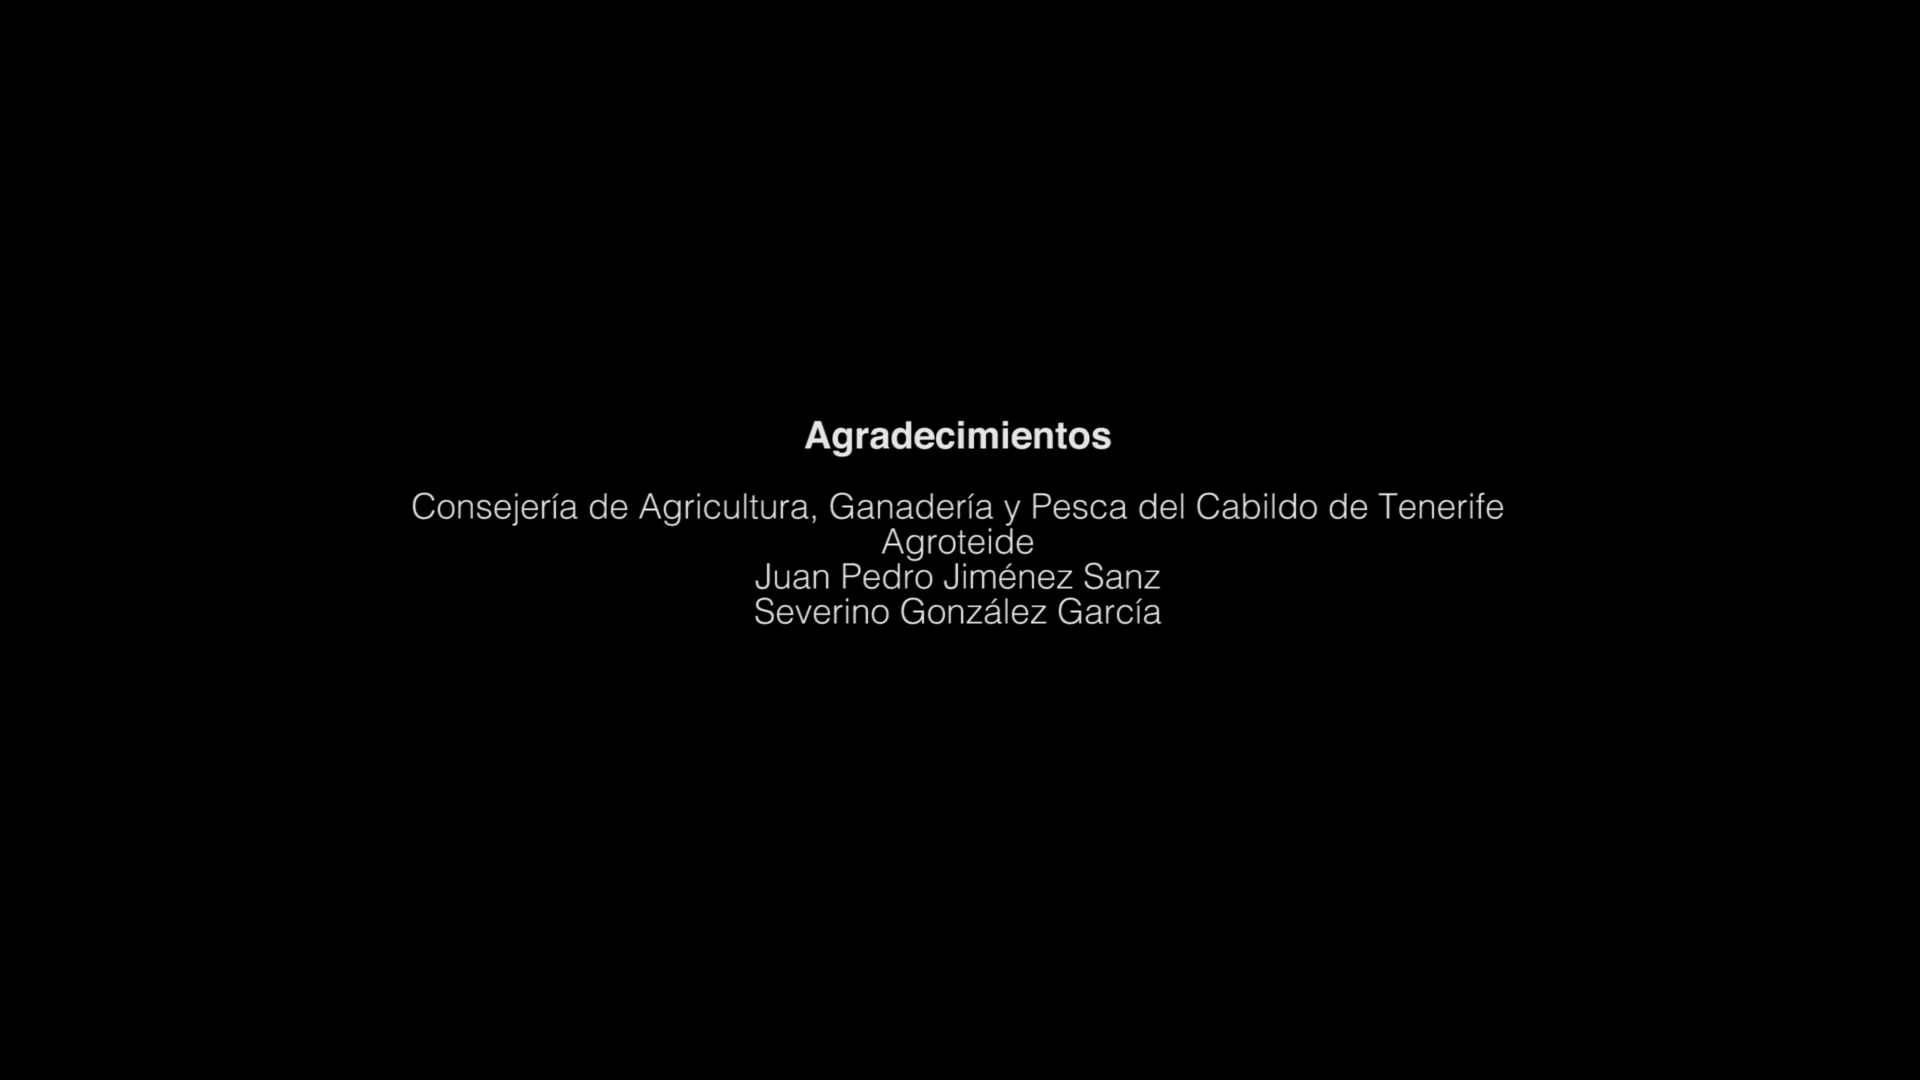 Agradecimientos
Consejería de Agricultura, Ganadería y Pesca del Cabildo de Tenerife
Agroteide
Juan Pedro Jiménez Sanz
Severino González García